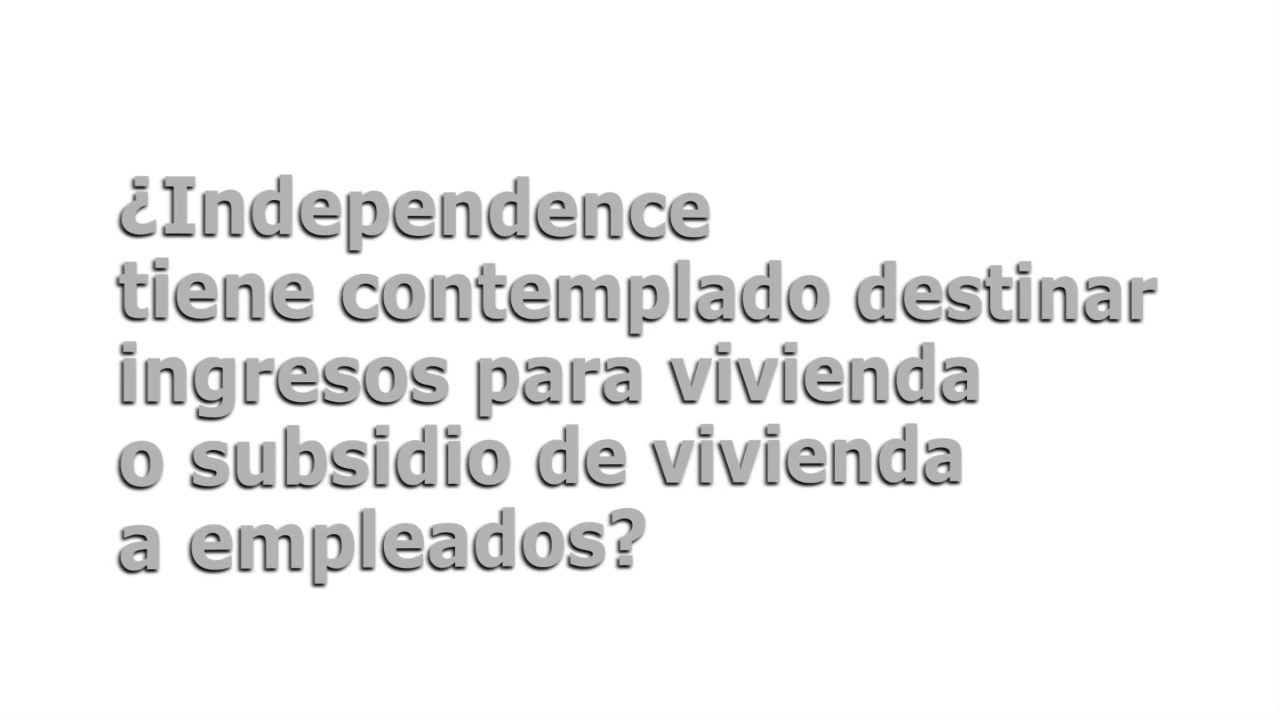 ¿Independence
tiene contemplado destinar
ingresos para vivienda
o subsidio de vivienda
a empleados?